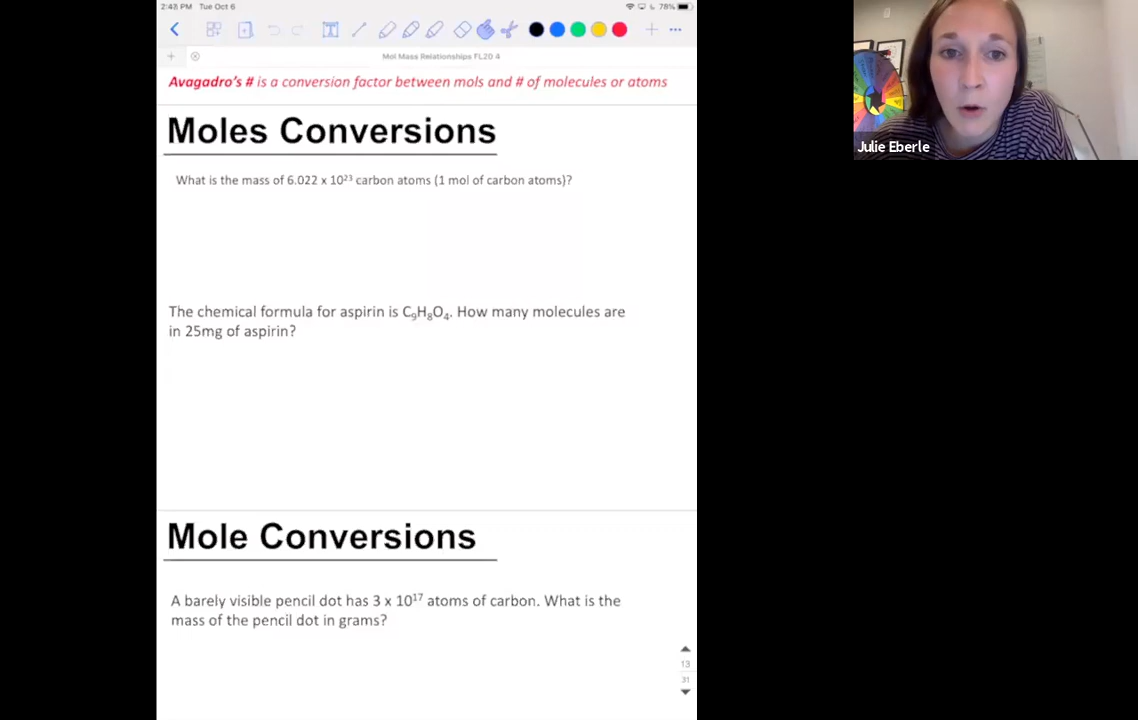 2:43 PM Tue Oct 6
78%
Mol Mass Relationships FL20 4
Avagadro's # is a conversion factor between mols and # of molecules or atoms
Moles Conversions
What is the mass of 6.022 x 10²³ carbon atoms (1 mol of carbon atoms)?
The chemical formula for aspirin is C₉H₈O₄. How many molecules are
in 25mg of aspirin?
Mole Conversions
A barely visible pencil dot has 3 x 10¹⁷ atoms of carbon. What is the
mass of the pencil dot in grams?
13
31
Julie Eberle